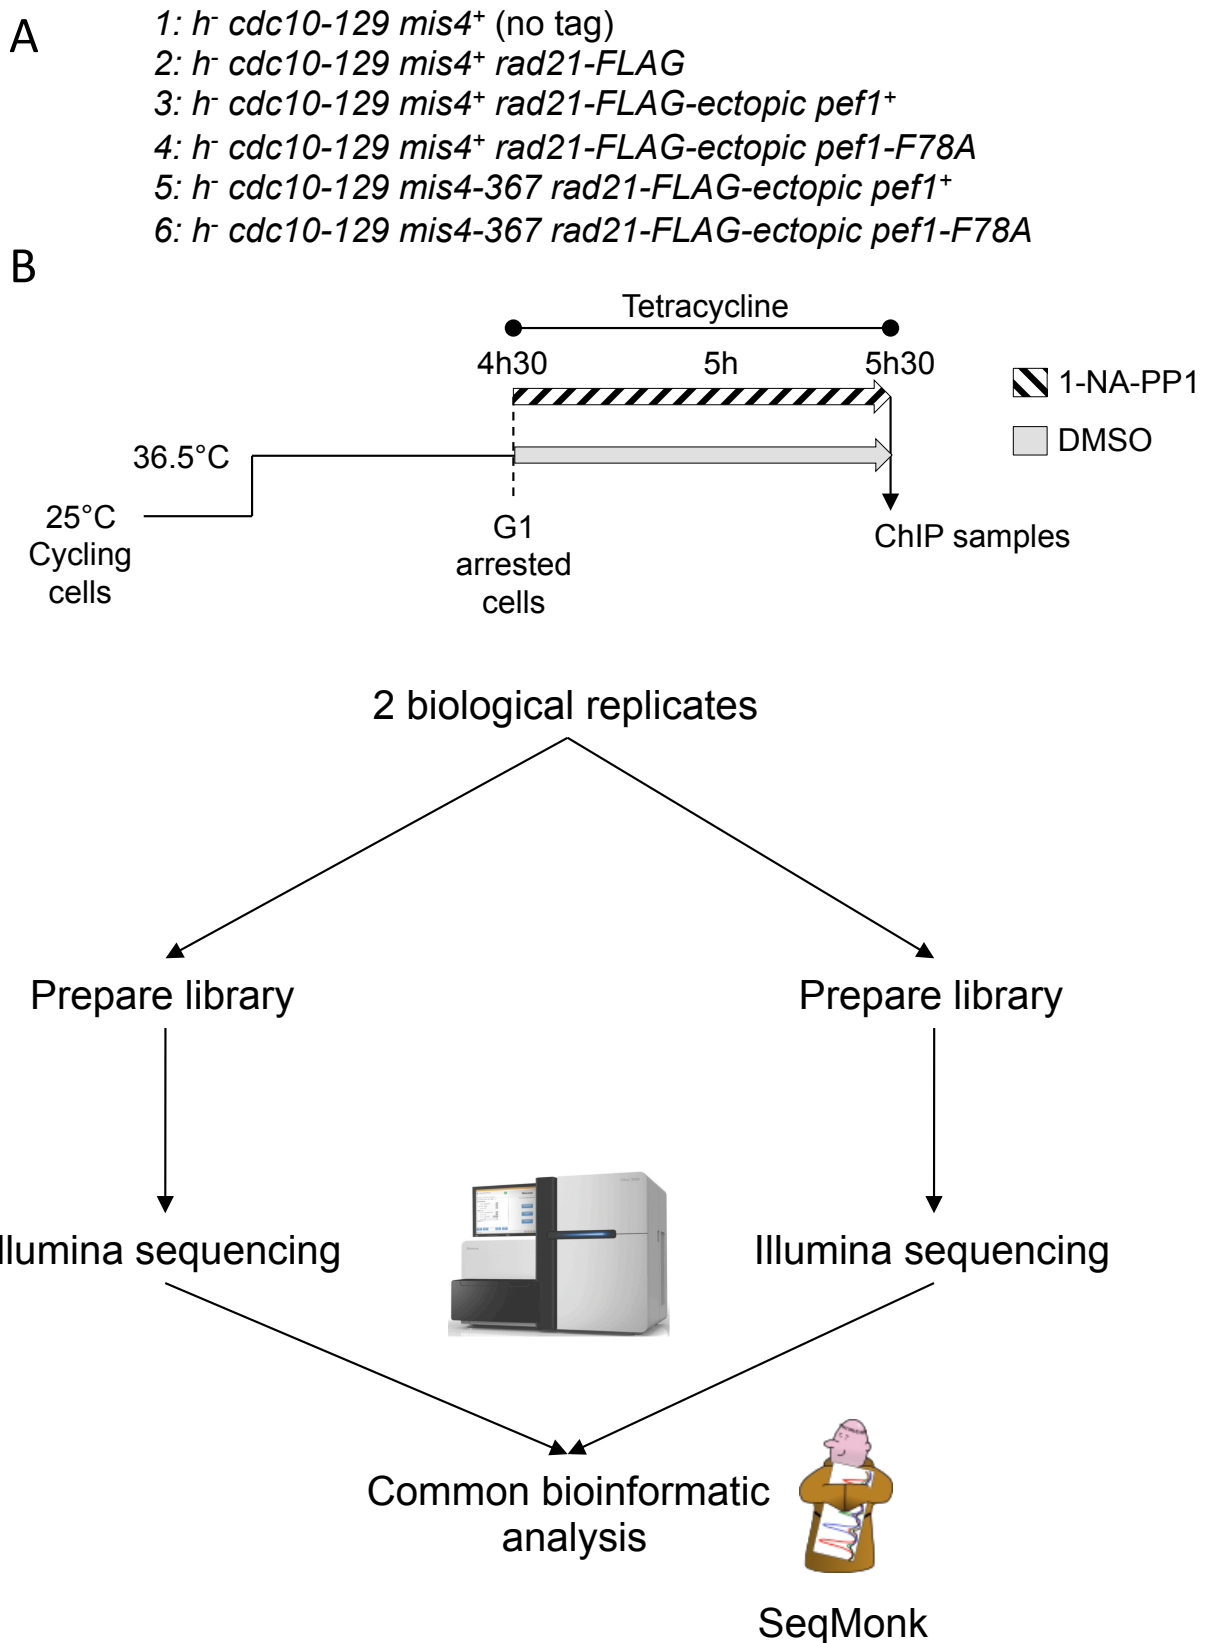 A
1: h- cdc10-129 mis4+ (no tag)
2: h- cdc10-129 mis4+ rad21-FLAG
3: h- cdc10-129 mis4+ rad21-FLAG-ectopic pef1+
4: h- cdc10-129 mis4+ rad21-FLAG-ectopic pef1-F78A
5: h- cdc10-129 mis4-367 rad21-FLAG-ectopic pef1+
6: h- cdc10-129 mis4-367 rad21-FLAG-ectopic pef1-F78A
B
Tetracycline
4h30 5h 5h30
1-NA-PP1
DMSO
36.5°C
25°C
Cycling
cells
G1
arrested
cells
ChIP samples
2 biological replicates
Prepare library Prepare library
llumina sequencing Illumina sequencing
Common bioinformatic
analysis
SeqMonk